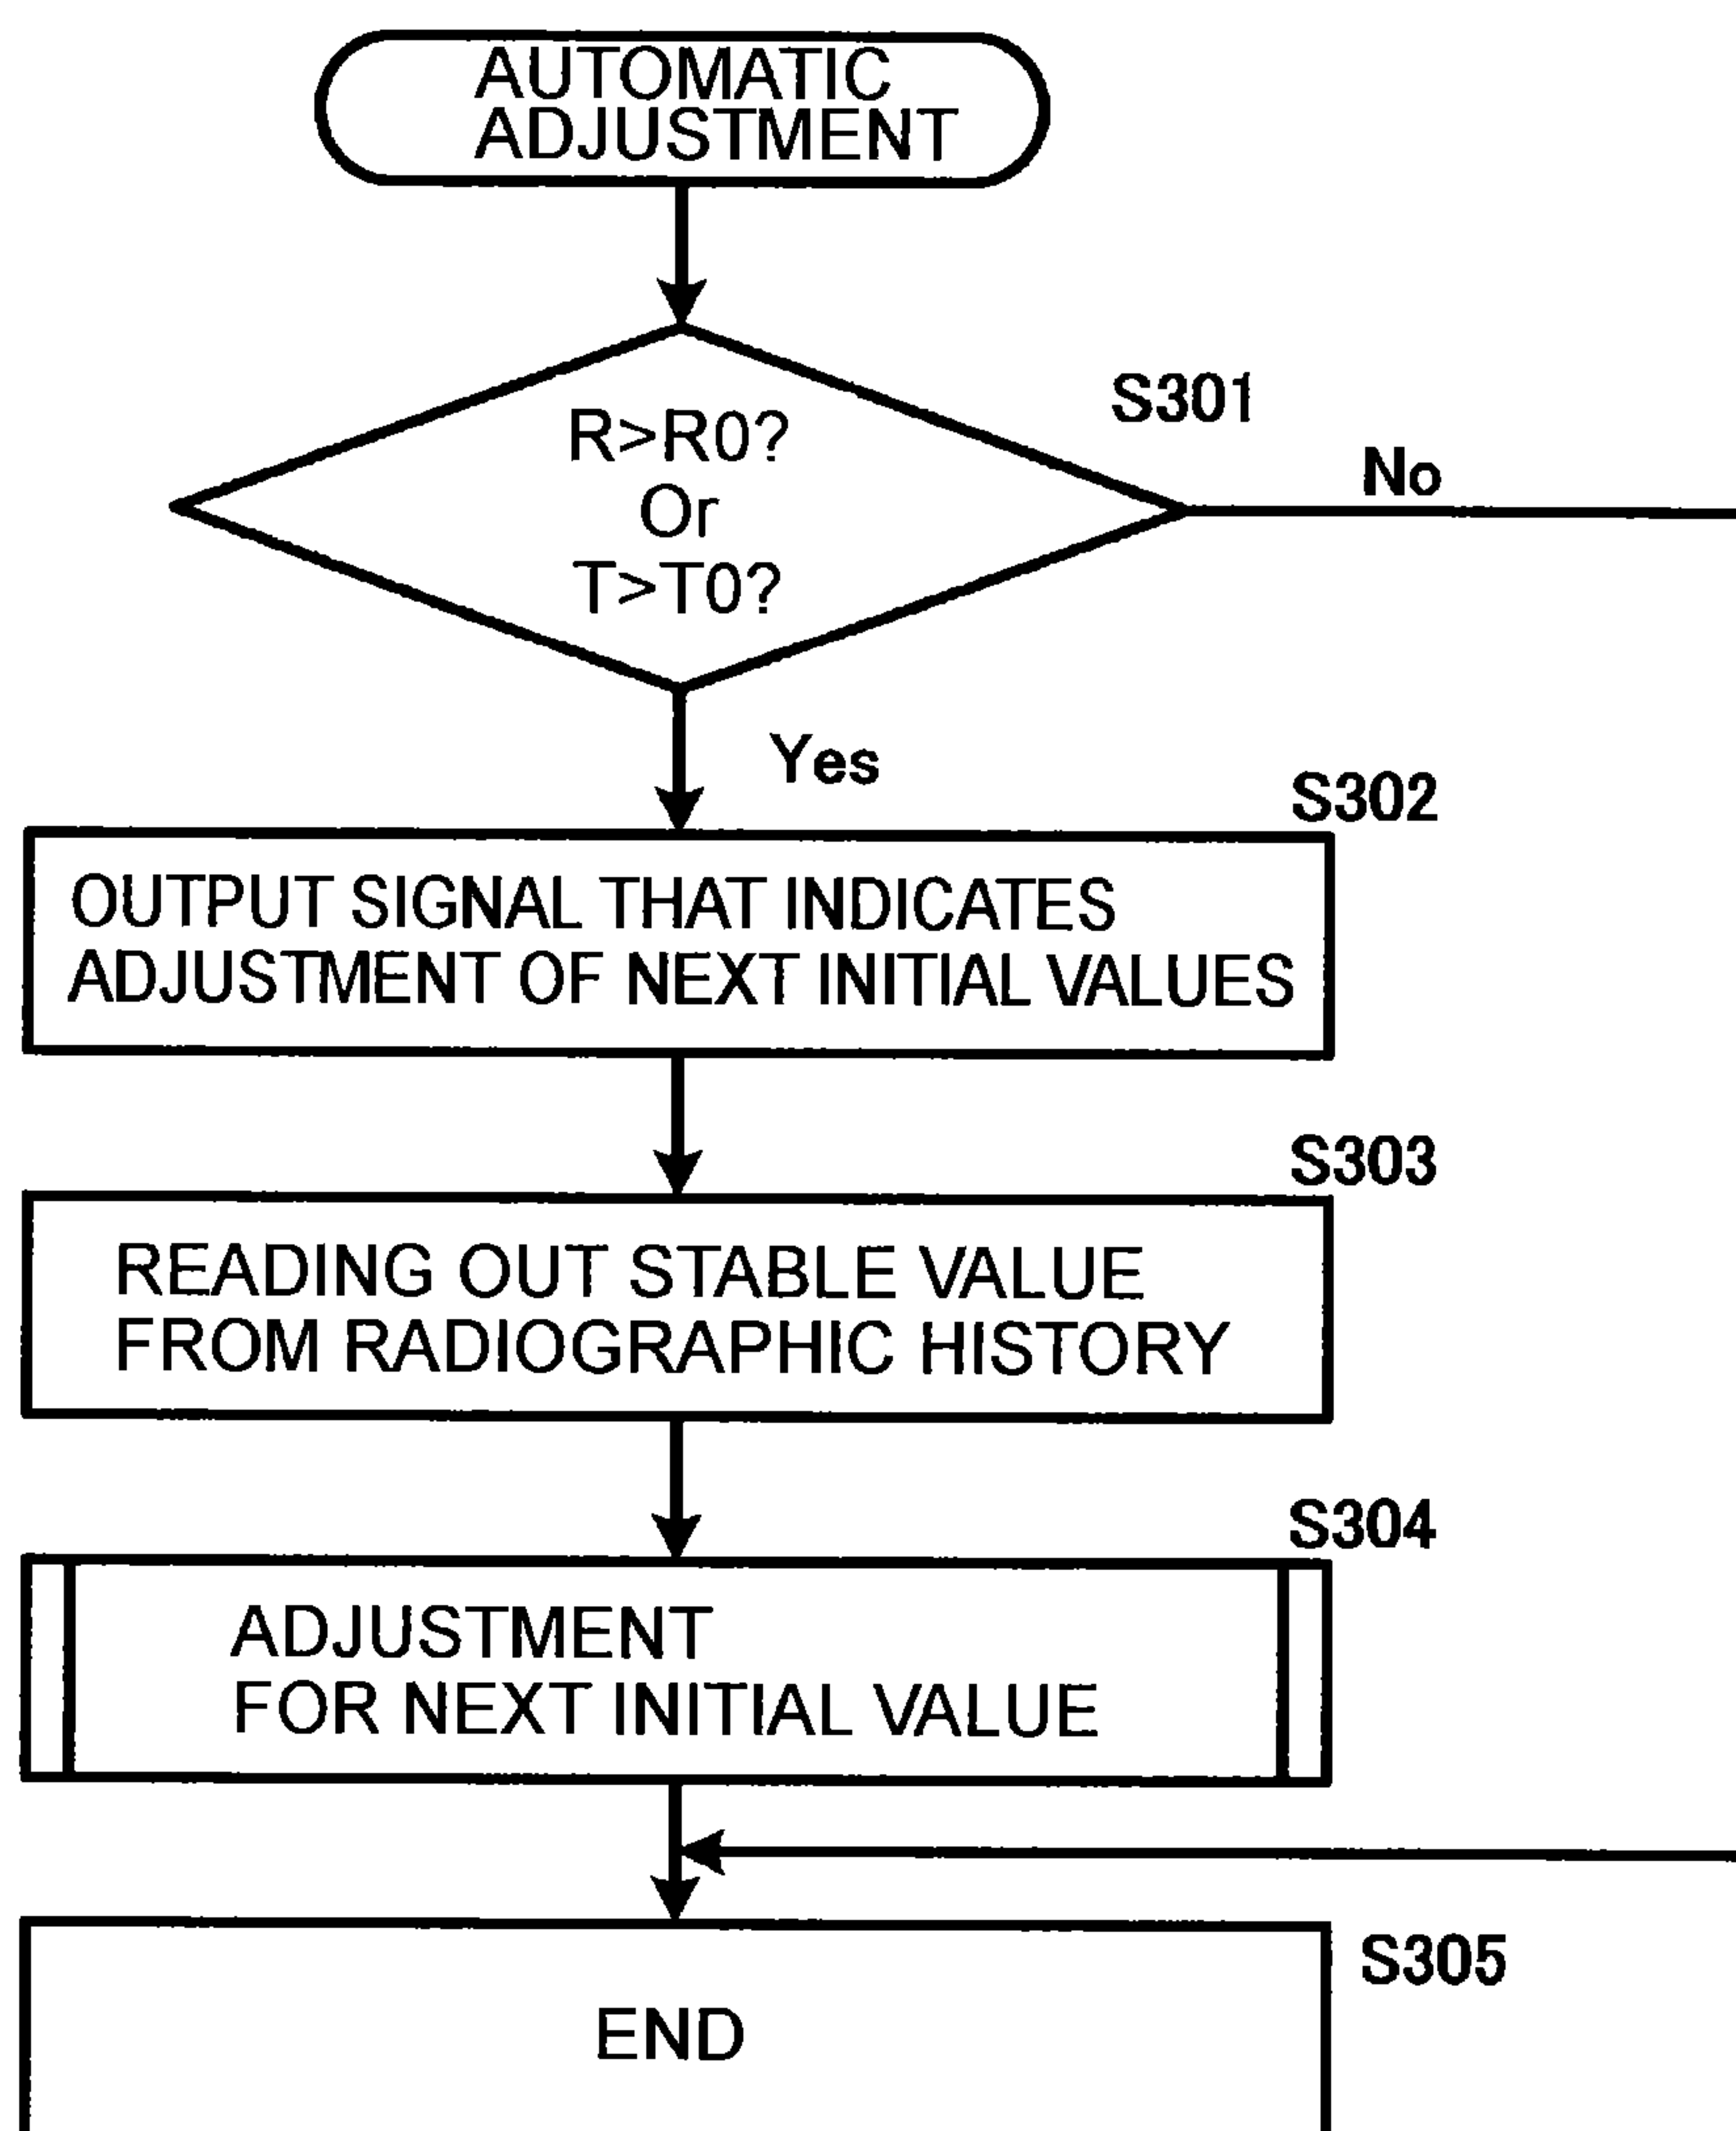 AUTOMATIC
ADJUSTMENT
S301
R>R0?
Or
T>T0?
No
Yes
S302
OUTPUT SIGNAL THAT INDICATES
ADJUSTMENT OF NEXT INITIAL VALUES
S303
READING OUT STABLE VALUE
FROM RADIOGRAPHIC HISTORY
S304
ADJUSTMENT
FOR NEXT INITIAL VALUE
S305
END